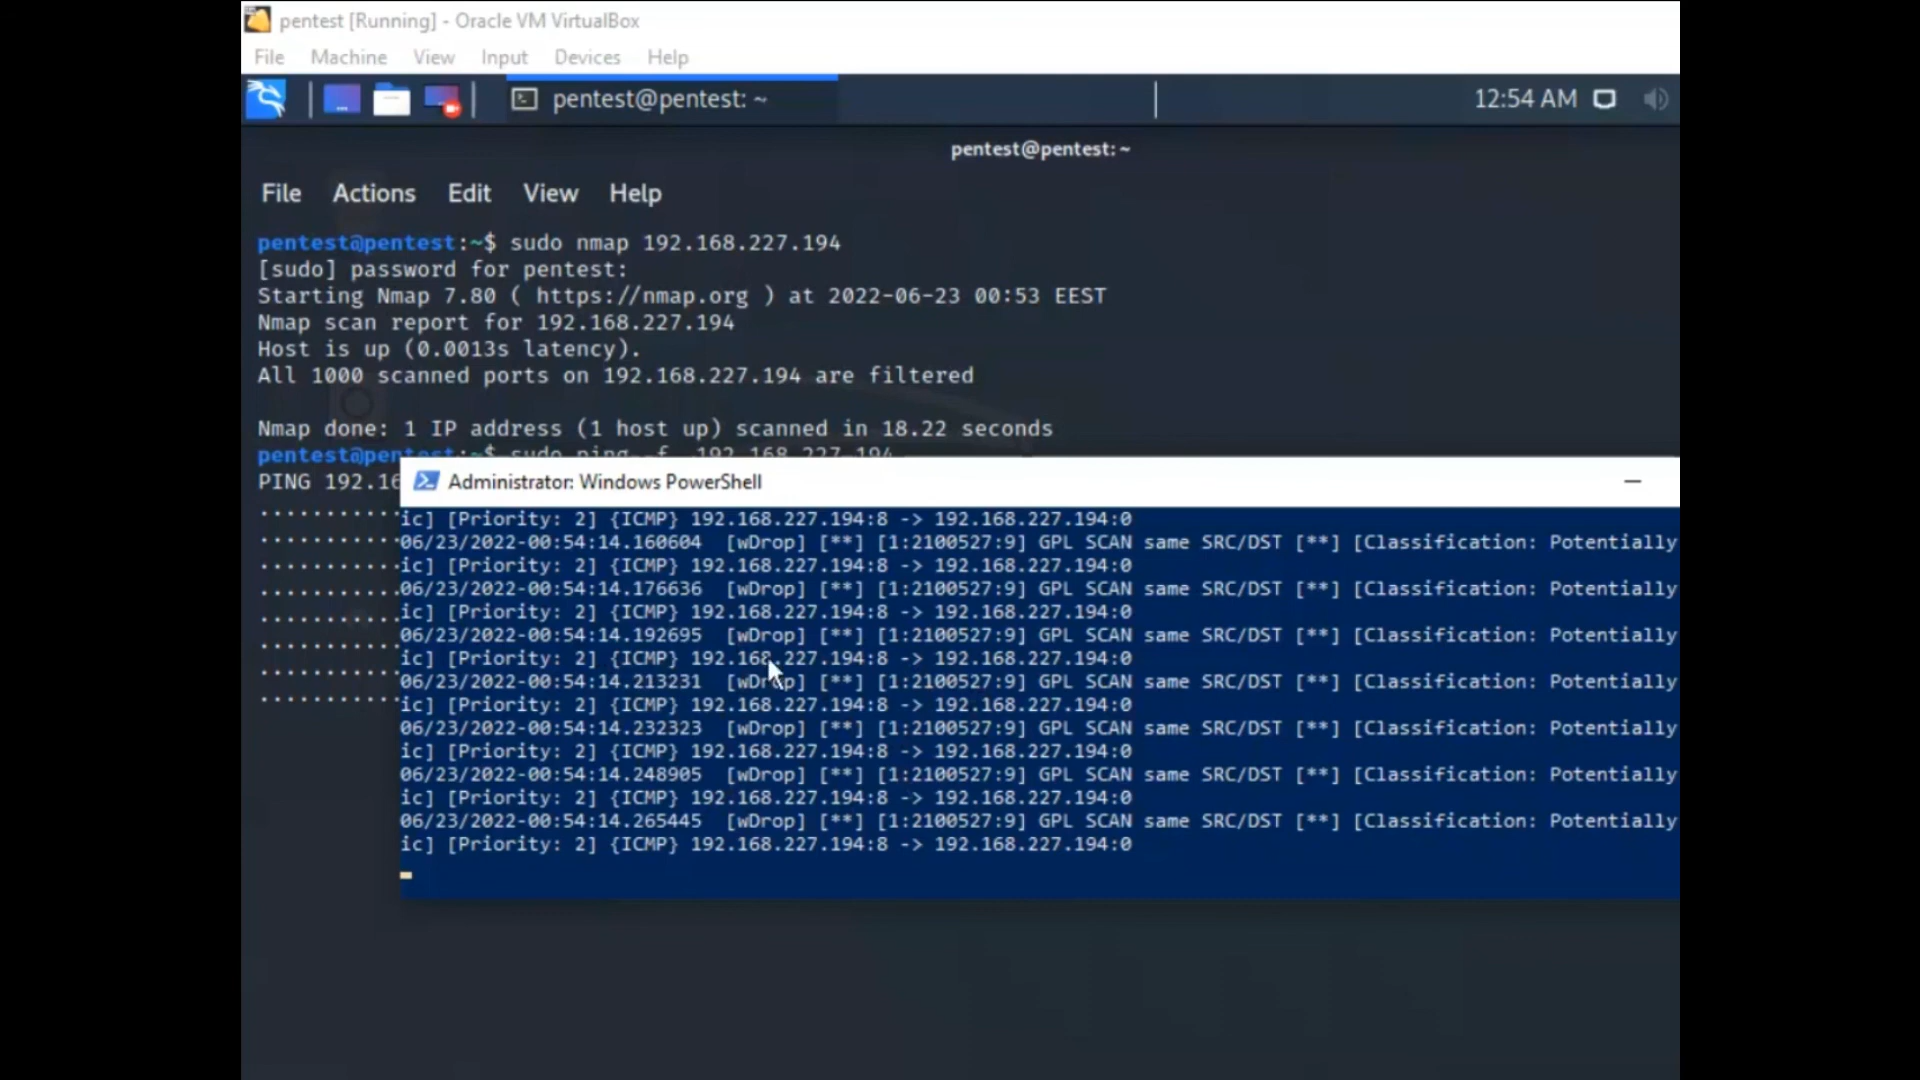 pentest [Running] - Oracle VM VirtualBox
File Machine View Input Devices Help
pentest@pentest: ~
12:54 AM
pentest@pentest: ~
File Actions Edit View Help
pentest@pentest:~$ sudo nmap 192.168.227.194
[sudo] password for pentest:
Starting Nmap 7.80 ( https://nmap.org ) at 2022-06-23 00:53 EEST
Nmap scan report for 192.168.227.194
Host is up (0.0013s latency).
All 1000 scanned ports on 192.168.227.194 are filtered
Nmap done: 1 IP address (1 host up) scanned in 18.22 seconds
pentest@pentest:~$ sudo ping -f 192.168.227.194
PING 192.16
Administrator: Windows PowerShell
ic] [Priority: 2] {ICMP} 192.168.227.194:8 -> 192.168.227.194:0
06/23/2022-00:54:14.160604 [wDrop] [**] [1:2100527:9] GPL SCAN same SRC/DST [**] [Classification: Potentially
ic] [Priority: 2] {ICMP} 192.168.227.194:8 -> 192.168.227.194:0
06/23/2022-00:54:14.176636 [wDrop] [**] [1:2100527:9] GPL SCAN same SRC/DST [**] [Classification: Potentially
ic] [Priority: 2] {ICMP} 192.168.227.194:8 -> 192.168.227.194:0
06/23/2022-00:54:14.192695 [wDrop] [**] [1:2100527:9] GPL SCAN same SRC/DST [**] [Classification: Potentially
ic] [Priority: 2] {ICMP} 192.168.227.194:8 -> 192.168.227.194:0
06/23/2022-00:54:14.213231 [wDrop] [**] [1:2100527:9] GPL SCAN same SRC/DST [**] [Classification: Potentially
ic] [Priority: 2] {ICMP} 192.168.227.194:8 -> 192.168.227.194:0
06/23/2022-00:54:14.232323 [wDrop] [**] [1:2100527:9] GPL SCAN same SRC/DST [**] [Classification: Potentially
ic] [Priority: 2] {ICMP} 192.168.227.194:8 -> 192.168.227.194:0
06/23/2022-00:54:14.248905 [wDrop] [**] [1:2100527:9] GPL SCAN same SRC/DST [**] [Classification: Potentially
ic] [Priority: 2] {ICMP} 192.168.227.194:8 -> 192.168.227.194:0
06/23/2022-00:54:14.265445 [wDrop] [**] [1:2100527:9] GPL SCAN same SRC/DST [**] [Classification: Potentially
ic] [Priority: 2] {ICMP} 192.168.227.194:8 -> 192.168.227.194:0